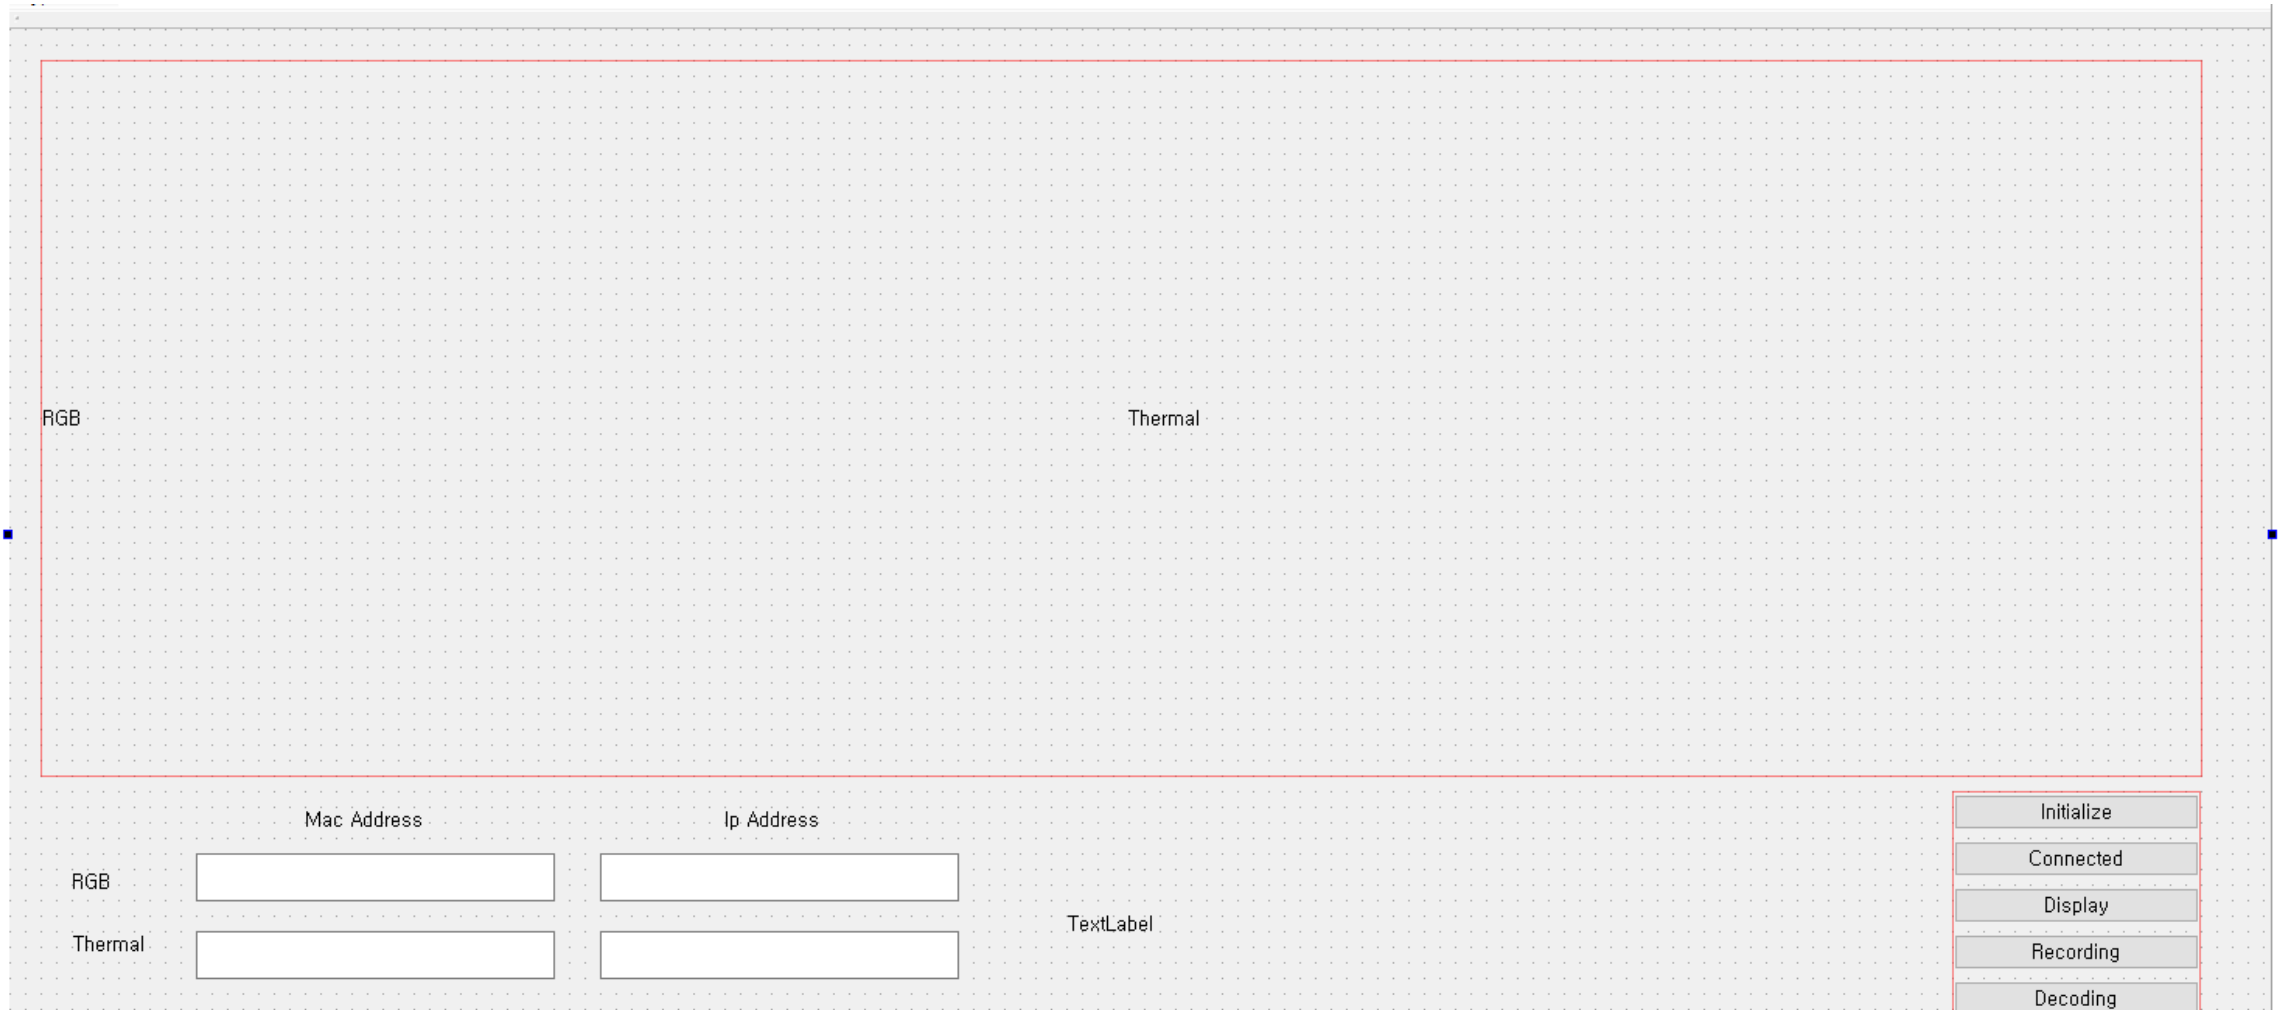 RGB Thermal
Mac Address Ip Address
RGB
Thermal
TextLabel
Initialize
Connected
Display
Recording
Decoding